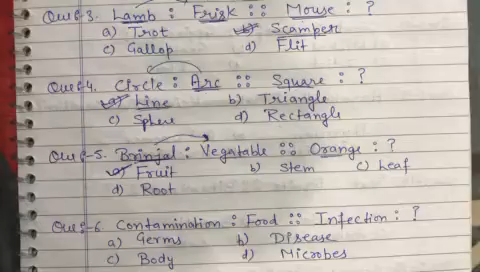 Que-3. Lamb : Frisk :: Mouse : ?
a) Trot b) Scamper
c) Gallop d) Flit
Que-4. Circle : Arc :: Square : ?
a) Line b) Triangle
c) Sphere d) Rectangle
Que-5. Brinjal : Vegetable :: Orange : ?
a) Fruit b) Stem c) Leaf
d) Root
Que-6 Contamination : Food :: Infection : ?
a) Germs b) Disease
c) Body d) Microbes